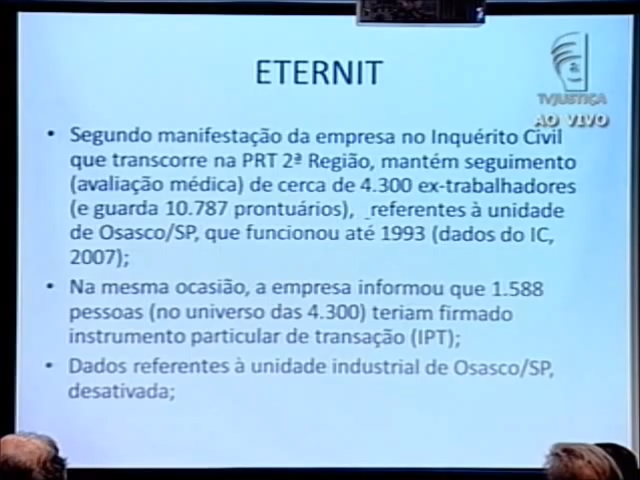 ETERNIT
TVJUSTIÇA
AO VIVO
• Segundo manifestação da empresa no Inquérito Civil
que transcorre na PRT 2ª Região, mantém seguimento
(avaliação médica) de cerca de 4.300 ex-trabalhadores
(e guarda 10.787 prontuários), _referentes à unidade
de Osasco/SP, que funcionou até 1993 (dados do IC,
2007);
• Na mesma ocasião, a empresa informou que 1.588
pessoas (no universo das 4.300) teriam firmado
instrumento particular de transação (IPT);
• Dados referentes à unidade industrial de Osasco/SP,
desativada;